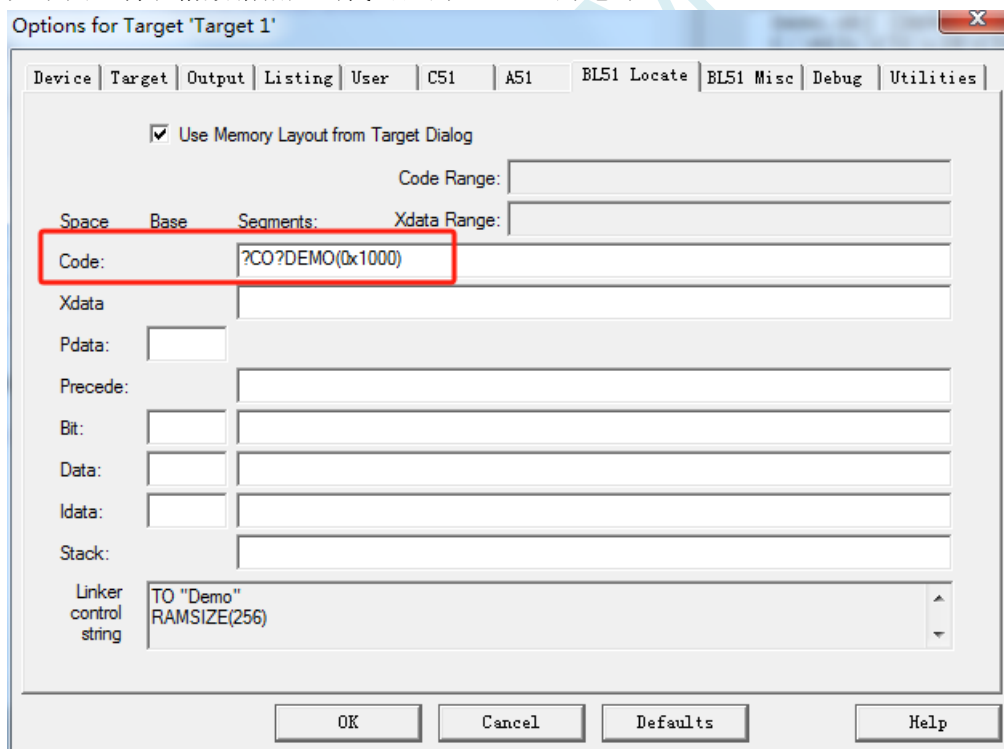 Options for Target 'Target 1'
Device Target Output Listing User C51 A51 BL51 Locate BL51 Misc Debug Utilities
Use Memory Layout from Target Dialog
Code Range:
Space Base Segments: Xdata Range:
Code: ?CO?DEMO(0x1000)
Xdata
Pdata:
Precede:
Bit:
Data:
Idata:
Stack:
Linker control string
TO "Demo"
RAMSIZE(256)
OK Cancel Defaults Help